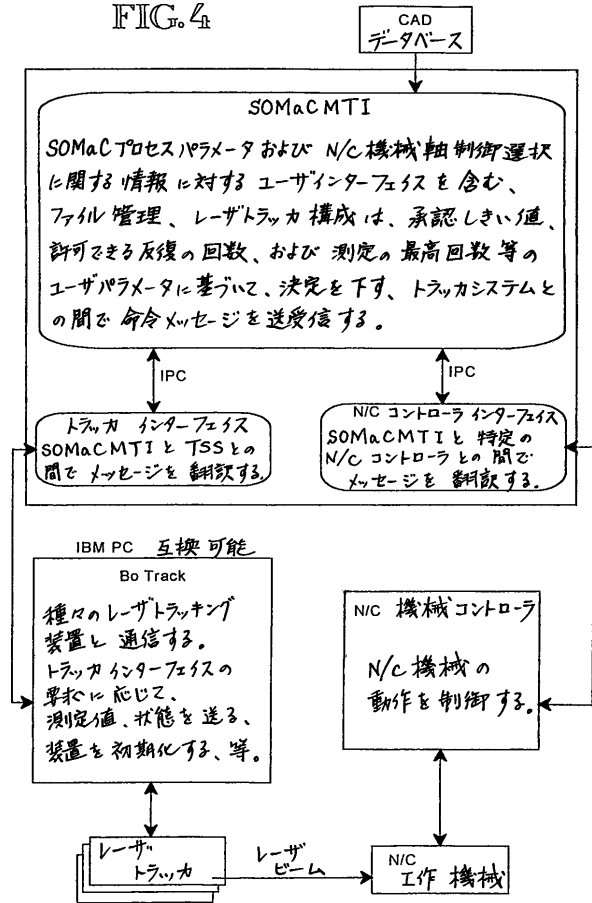 FIG.4
CAD
データベース
SOMaCMTI
SOMaCプロセスパラメータおよび N/C機械軸制御選択
に関する情報に対するユーザインターフェイスを含む、
ファイル管理、レーザトラッカ構成は、承認しきい値、
許可できる反復の回数、および測定の最高回数等の
ユーザパラメータに基づいて、決定を下す、トラッカシステムと
の間で命令メッセージを送受信する。
IPC
IPC
トラッカ インターフェイス
SOMaCMTIとTSSとの
間でメッセージを翻訳する。
N/C コントローラ インターフェイス
SOMaCMTIと特定の
N/Cコントローラとの間で
メッセージを翻訳する。
IBM PC 互換可能
Bo Track
種々のレーザトラッキング
装置と通信する。
トラッカインターフェイスの
要求に応じて、
測定値、状態を送る、
装置を初期化する、等。
N/C 機械コントローラ
N/C機械の
動作を制御する。
レーザ
トラッカ
レーザ
ビーム
N/C
工作機械